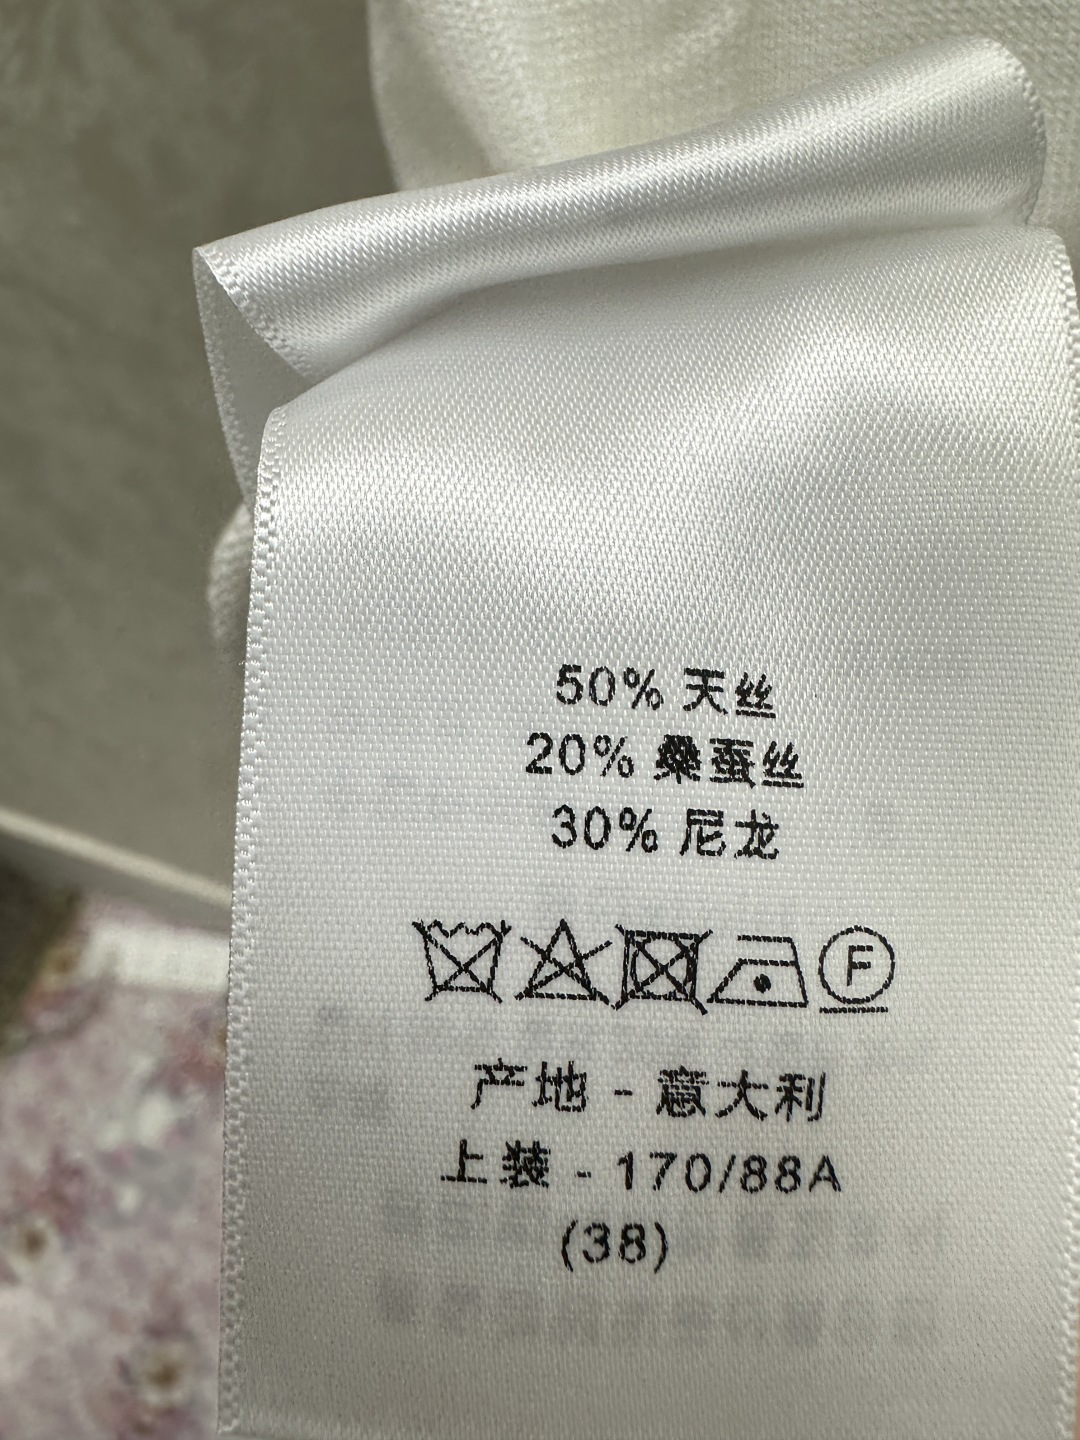 50% 天丝
20% 桑蚕丝
30% 尼龙
F
产地 - 意大利
上装 - 170/88A
(38)